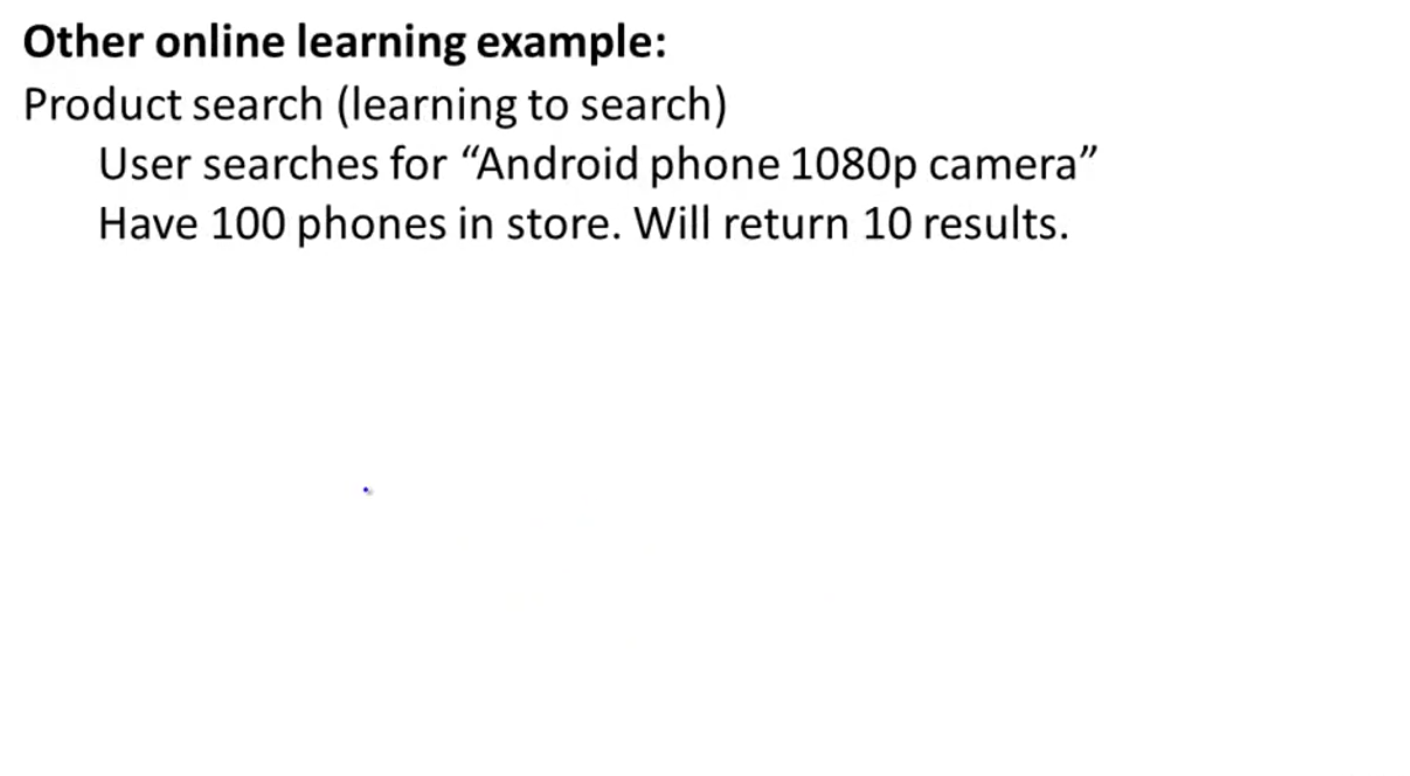 Other online learning example:
Product search (learning to search)
User searches for “Android phone 1080p camera”
Have 100 phones in store. Will return 10 results.